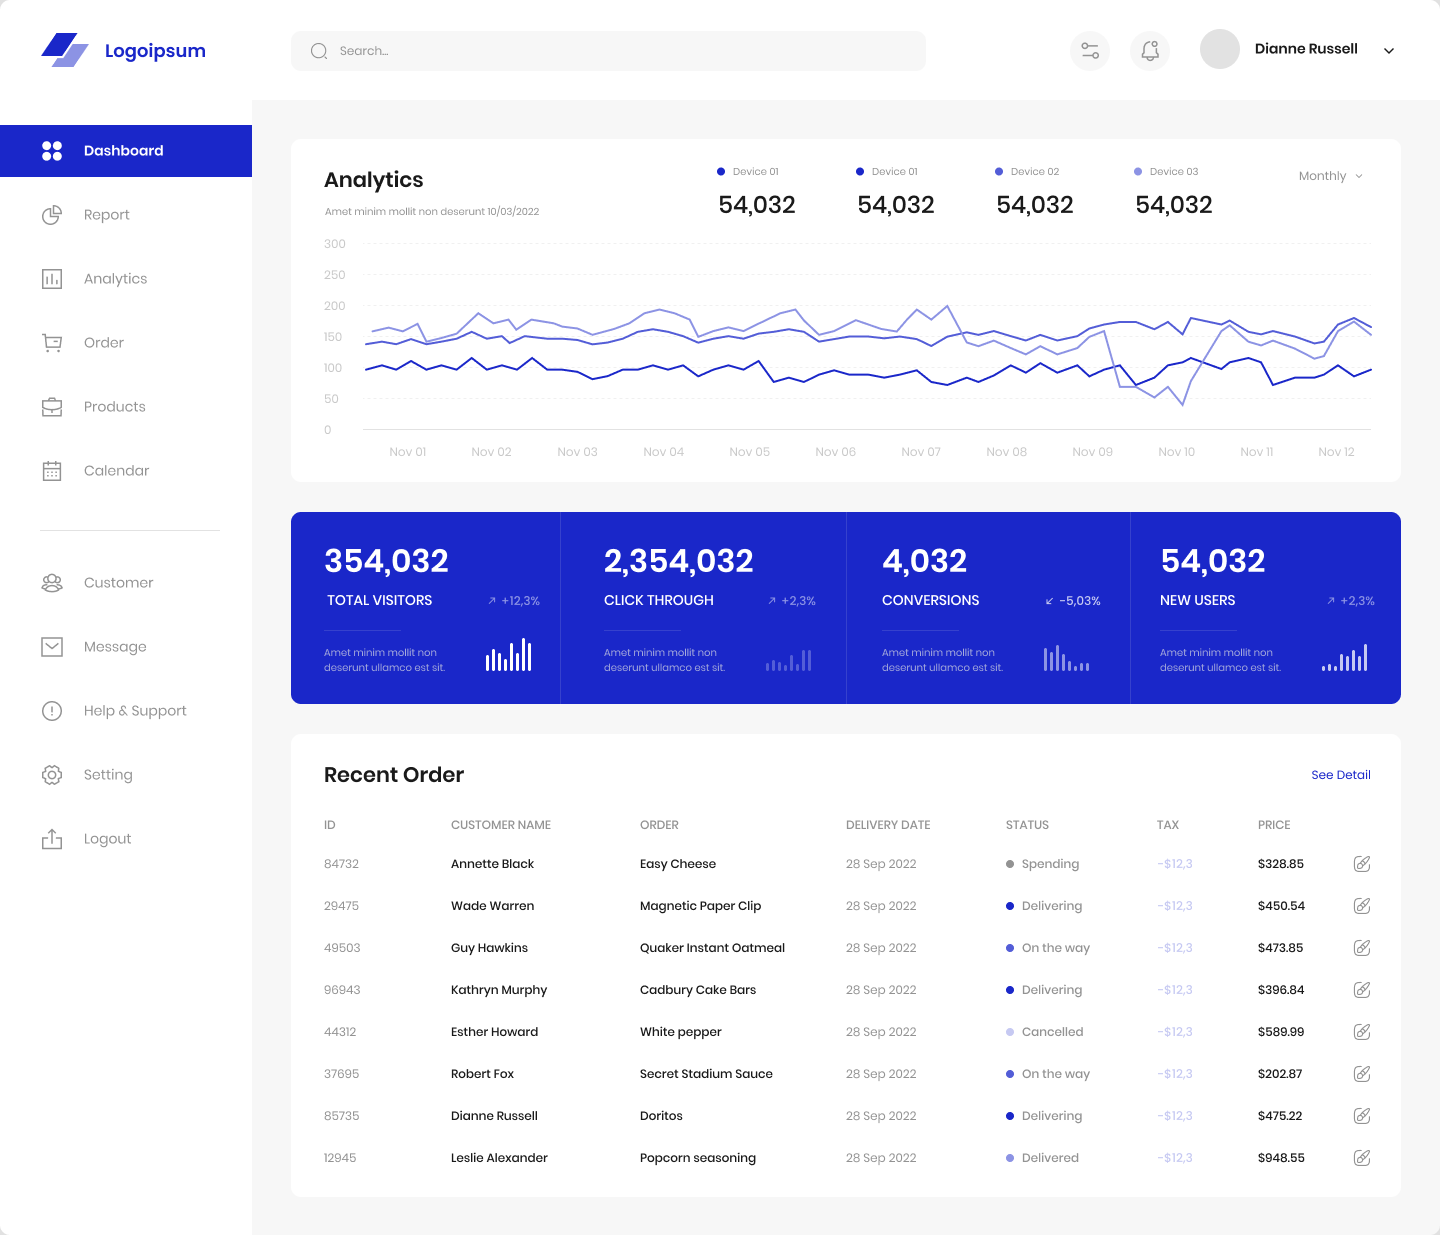 Logoipsum
Search...
Dianne Russell
Dashboard
Report
Analytics
Order
Products
Calendar
Customer
Message
Help & Support
Setting
Logout
Analytics
Amet minim mollit non deserunt 10/03/2022
Device 01
54,032
Device 01
54,032
Device 02
54,032
Device 03
54,032
Monthly
300
250
200
150
100
50
0
Nov 01 Nov 02 Nov 03 Nov 04 Nov 05 Nov 06 Nov 07 Nov 08 Nov 09 Nov 10 Nov 11 Nov 12
354,032
TOTAL VISITORS +12,3%
Amet minim mollit non
deserunt ullamco est sit.
2,354,032
CLICK THROUGH +2,3%
Amet minim mollit non
deserunt ullamco est sit.
4,032
CONVERSIONS -5,03%
Amet minim mollit non
deserunt ullamco est sit.
54,032
NEW USERS +2,3%
Amet minim mollit non
deserunt ullamco est sit.
Recent Order
See Detail
ID CUSTOMER NAME ORDER DELIVERY DATE STATUS TAX PRICE
84732 Annette Black Easy Cheese 28 Sep 2022 Spending -$12,3 $328.85
29475 Wade Warren Magnetic Paper Clip 28 Sep 2022 Delivering -$12,3 $450.54
49503 Guy Hawkins Quaker Instant Oatmeal 28 Sep 2022 On the way -$12,3 $473.85
96943 Kathryn Murphy Cadbury Cake Bars 28 Sep 2022 Delivering -$12,3 $396.84
44312 Esther Howard White pepper 28 Sep 2022 Cancelled -$12,3 $589.99
37695 Robert Fox Secret Stadium Sauce 28 Sep 2022 On the way -$12,3 $202.87
85735 Dianne Russell Doritos 28 Sep 2022 Delivering -$12,3 $475.22
12945 Leslie Alexander Popcorn seasoning 28 Sep 2022 Delivered -$12,3 $948.55